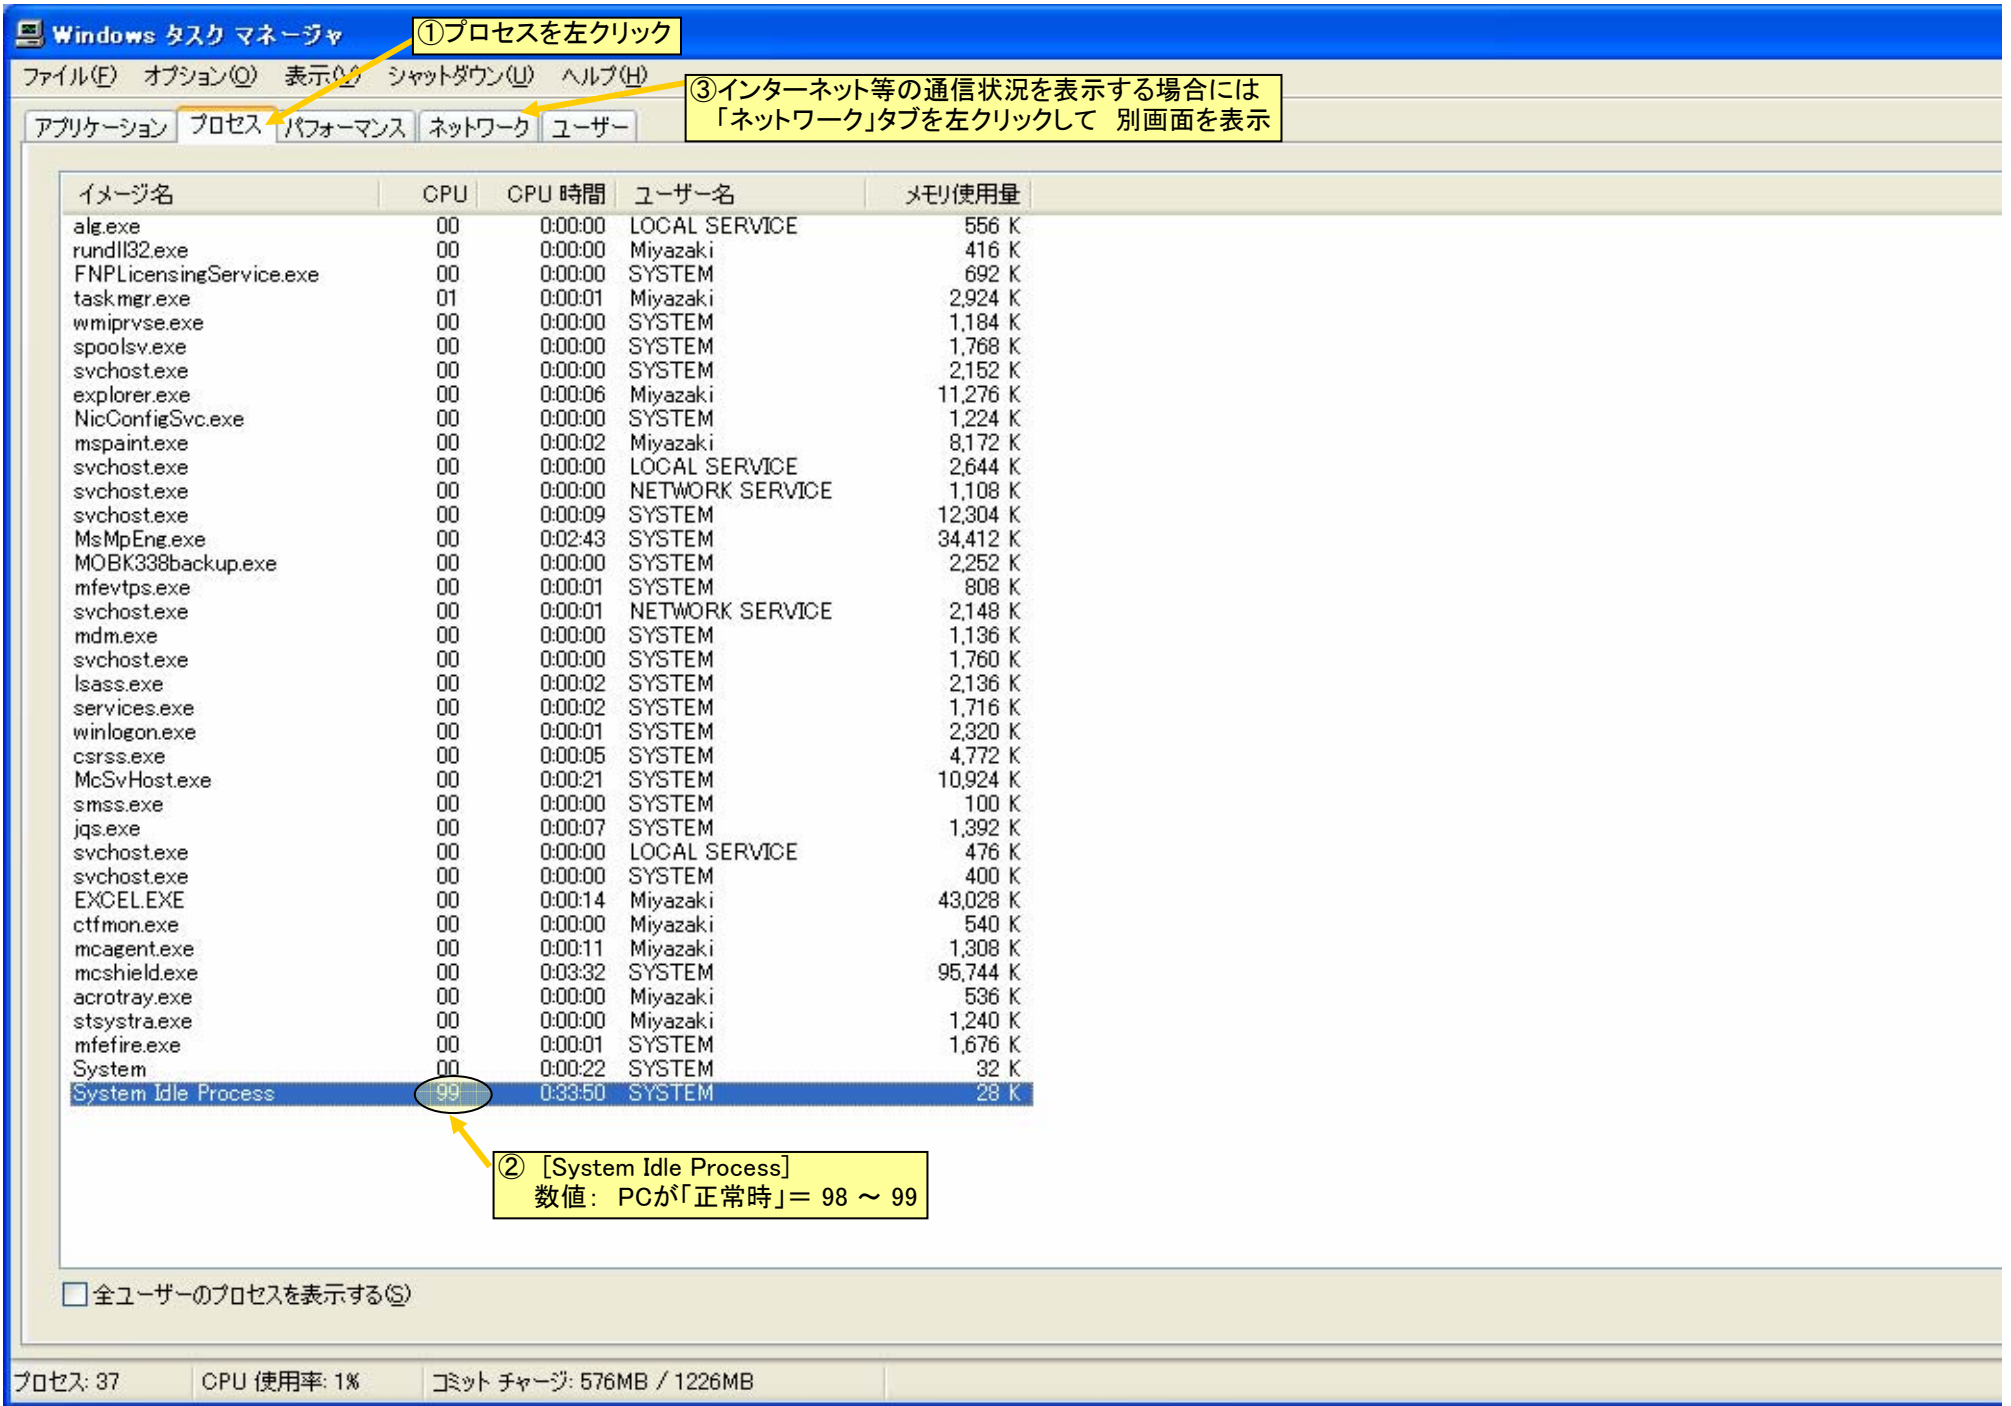 Windows タスク マネージャ
①プロセスを左クリック
ファイル(F) オプション(O) 表示(V) シャットダウン(U) ヘルプ(H)
③インターネット等の通信状況を表示する場合には
「ネットワーク」タブを左クリックして 別画面を表示
アプリケーション プロセス パフォーマンス ネットワーク ユーザー
イメージ名 CPU CPU 時間 ユーザー名 メモリ使用量
alg.exe 00 0:00:00 LOCAL SERVICE 556 K
rundll32.exe 00 0:00:00 Miyazaki 416 K
FNPLicensingService.exe 00 0:00:00 SYSTEM 692 K
taskmgr.exe 01 0:00:01 Miyazaki 2,924 K
wmiprvse.exe 00 0:00:00 SYSTEM 1,184 K
spoolsv.exe 00 0:00:00 SYSTEM 1,768 K
svchost.exe 00 0:00:00 SYSTEM 2,152 K
explorer.exe 00 0:00:06 Miyazaki 11,276 K
NicConfigSvc.exe 00 0:00:00 SYSTEM 1,224 K
mspaint.exe 00 0:00:02 Miyazaki 8,172 K
svchost.exe 00 0:00:00 LOCAL SERVICE 2,644 K
svchost.exe 00 0:00:00 NETWORK SERVICE 1,108 K
svchost.exe 00 0:00:09 SYSTEM 12,304 K
MsMpEng.exe 00 0:02:43 SYSTEM 34,412 K
MOBK338backup.exe 00 0:00:00 SYSTEM 2,252 K
mfevtps.exe 00 0:00:01 SYSTEM 808 K
svchost.exe 00 0:00:01 NETWORK SERVICE 2,148 K
mdm.exe 00 0:00:00 SYSTEM 1,136 K
svchost.exe 00 0:00:00 SYSTEM 1,760 K
lsass.exe 00 0:00:02 SYSTEM 2,136 K
services.exe 00 0:00:02 SYSTEM 1,716 K
winlogon.exe 00 0:00:01 SYSTEM 2,320 K
csrss.exe 00 0:00:05 SYSTEM 4,772 K
McSvHost.exe 00 0:00:21 SYSTEM 10,924 K
smss.exe 00 0:00:00 SYSTEM 100 K
jqs.exe 00 0:00:07 SYSTEM 1,392 K
svchost.exe 00 0:00:00 LOCAL SERVICE 476 K
svchost.exe 00 0:00:00 SYSTEM 400 K
EXCEL.EXE 00 0:00:14 Miyazaki 43,028 K
ctfmon.exe 00 0:00:00 Miyazaki 540 K
mcagent.exe 00 0:00:11 Miyazaki 1,308 K
mcshield.exe 00 0:03:32 SYSTEM 95,744 K
acrotray.exe 00 0:00:00 Miyazaki 536 K
stsystra.exe 00 0:00:00 Miyazaki 1,240 K
mfefire.exe 00 0:00:01 SYSTEM 1,676 K
System 00 0:00:22 SYSTEM 32 K
System Idle Process 99 0:33:50 SYSTEM 28 K
② [System Idle Process]
数値: PCが「正常時」= 98 ～ 99
全ユーザーのプロセスを表示する(S)
プロセス: 37 CPU 使用率: 1% コミット チャージ: 576MB / 1226MB